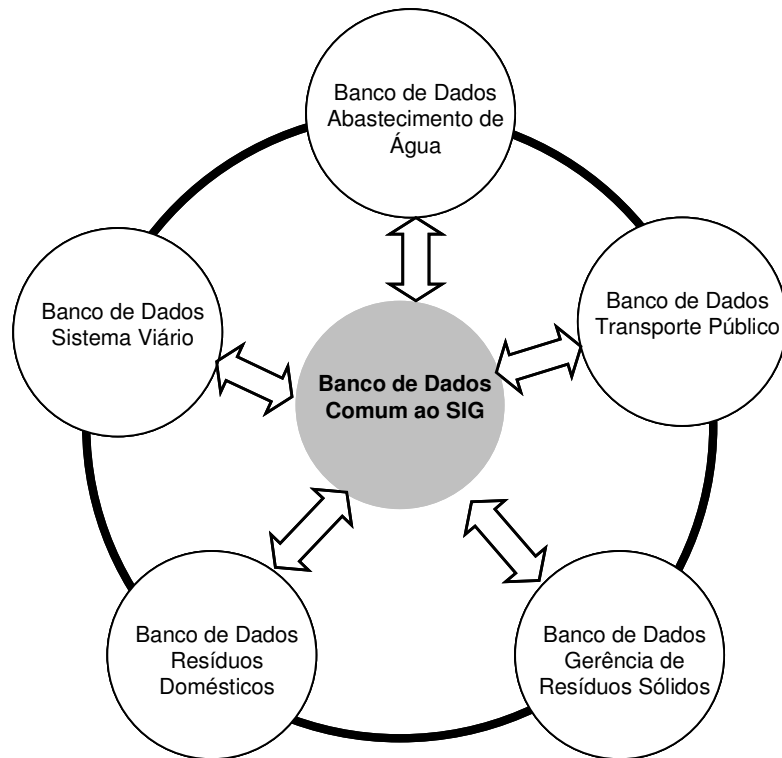 Banco de Dados
Abastecimento de
Água
Banco de Dados
Sistema Viário
Banco de Dados
Transporte Público
Banco de Dados
Comum ao SIG
Banco de Dados
Resíduos
Domésticos
Banco de Dados
Gerência de
Resíduos Sólidos